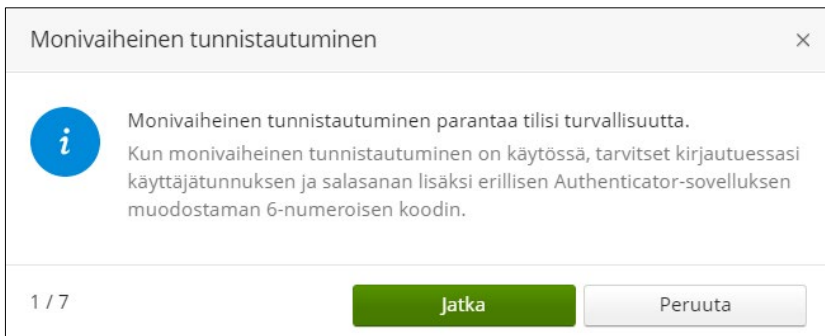 Monivaiheinen tunnistautuminen ×
i
Monivaiheinen tunnistautuminen parantaa tilisi turvallisuutta.
Kun monivaiheinen tunnistautuminen on käytössä, tarvitset kirjautuessasi
käyttäjätunnuksen ja salasanan lisäksi erillisen Authenticator-sovelluksen
muodostaman 6-numeroisen koodin.
1 / 7 Jatka Peruuta